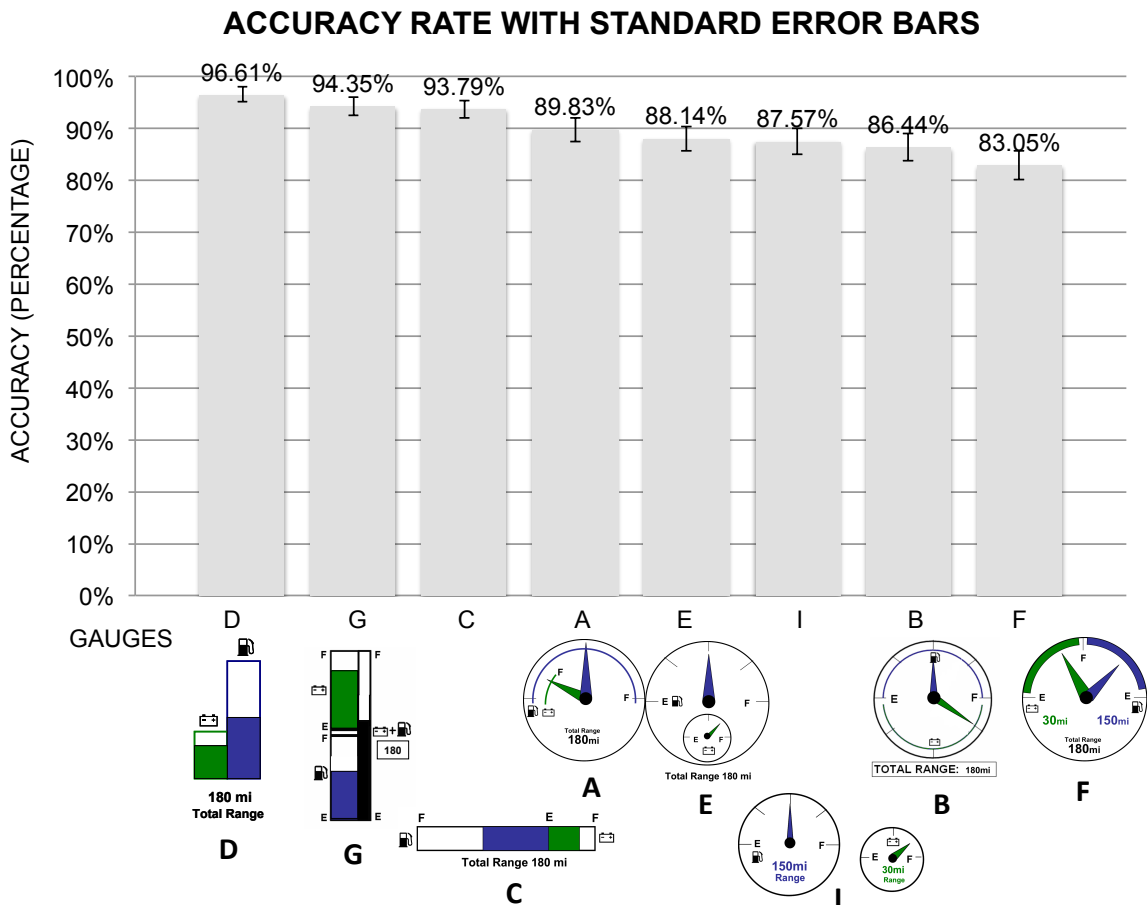 ACCURACY RATE WITH STANDARD ERROR BARS
ACCURACY (PERCENTAGE)
100%
90%
80%
70%
60%
50%
40%
30%
20%
10%
0%
96.61%
94.35%
93.79%
89.83%
88.14%
87.57%
86.44%
83.05%
D G C A E I B F
GAUGES
180 mi
Total Range
D
F F
E
F
180
E E
G
F E F
Total Range 180 mi
C
F
F
E
Total Range
180mi
A
E F
E F
Total Range 180 mi
E
E F
150mi
Range
E F
30mi
Range
I
E F
TOTAL RANGE: 180mi
B
F
E E
30mi 150mi
Total Range
180mi
F